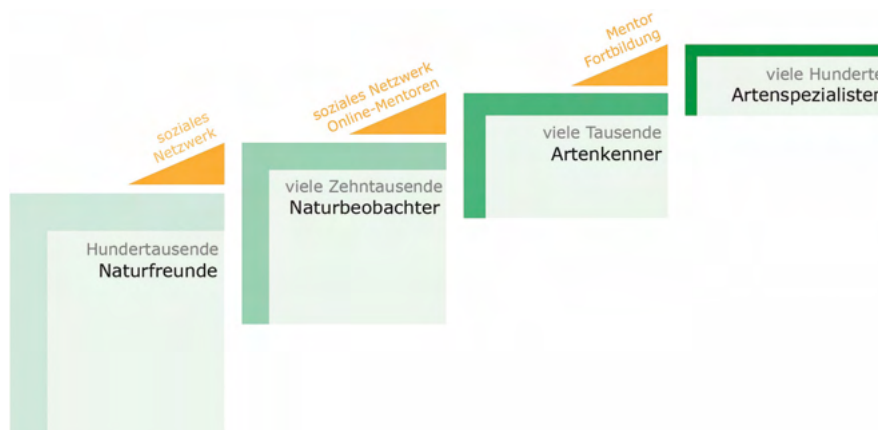 soziales
Netzwerk
Hundertausende
Naturfreunde
soziales Netzwerk
Online-Mentoren
viele Zehntausende
Naturbeobachter
Mentor
Fortbildung
viele Tausende
Artenkenner
viele Hunderte
Artenspezialisten